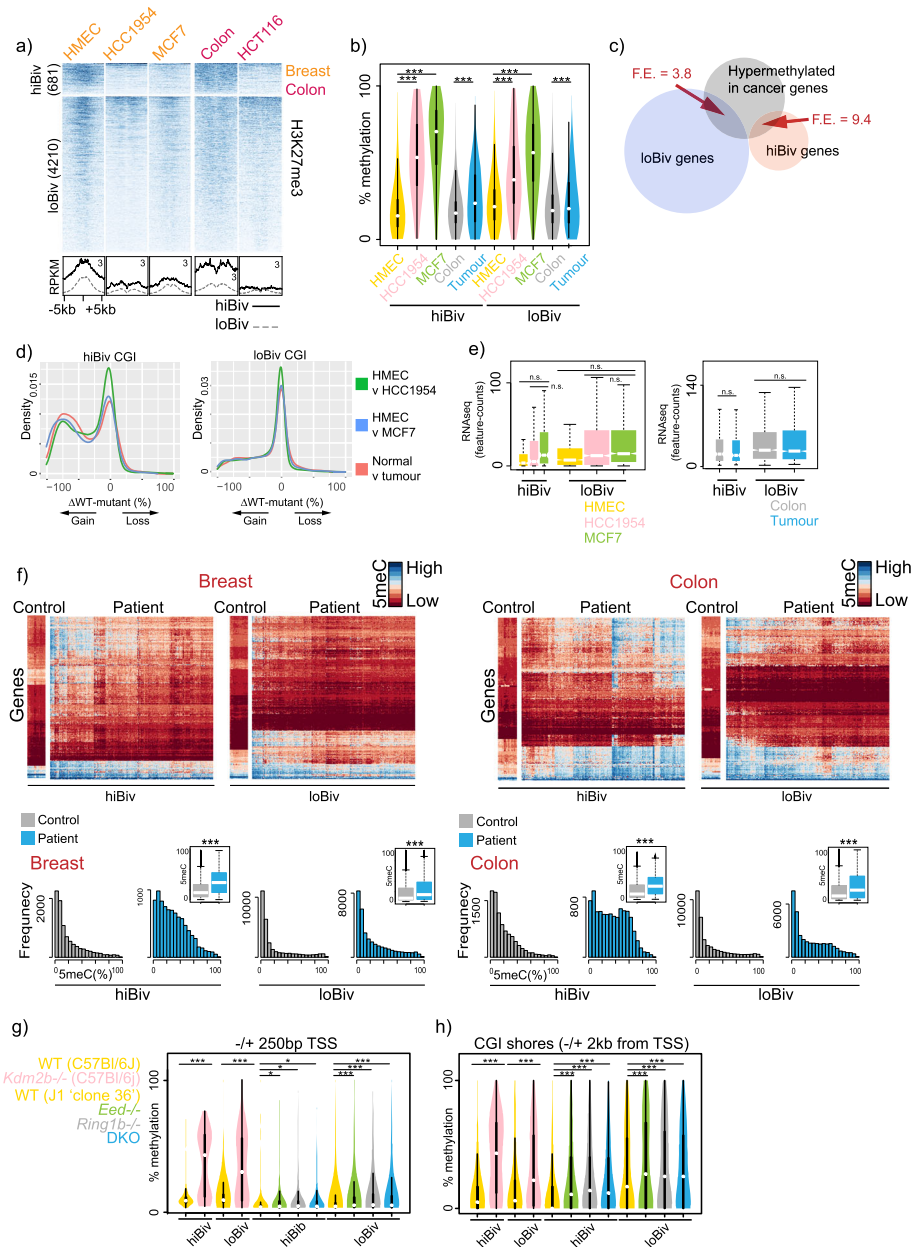 a)
HMEC
HCC1954
MCF7
Colon
HCT116
hiBiv
(681)
loBiv (4210)
Breast
Colon
H3K27me3
RPKM
3
3
3
3
3
-5kb
+5kb
hiBiv
loBiv
b)
100
% methylation
0
***
***
***
***
***
***
HMEC
HCC1954
MCF7
Colon
Tumour
HMEC
HCC1954
MCF7
Colon
Tumour
hiBiv
loBiv
c)
F.E. = 3.8
Hypermethylated
in cancer genes
F.E. = 9.4
loBiv genes
hiBiv genes
d)
hiBiv CGI
loBiv CGI
Density
0.015
0
−100
100
ΔWT-mutant (%)
Gain
Loss
Density
0.03
0
−100
100
ΔWT-mutant (%)
Gain
Loss
HMEC
v HCC1954
HMEC
v MCF7
Normal
v tumour
e)
RNAseq
(feature-counts)
100
0
n.s.
n.s.
n.s.
n.s.
hiBiv
loBiv
HMEC
HCC1954
MCF7
RNAseq
(feature-counts)
140
0
n.s.
n.s.
hiBiv
loBiv
Colon
Tumour
f)
Breast
5meC
High
Low
Control
Patient
Control
Patient
Genes
hiBiv
loBiv
Colon
5meC
High
Low
Control
Patient
Control
Patient
Genes
hiBiv
loBiv
Control
Patient
Breast
Frequnecy
2000
0
100
5meC(%)
1000
0
100
***
5meC
100
0
10000
0
100
8000
0
100
***
5meC
100
0
hiBiv
loBiv
Control
Patient
Colon
Frequnecy
1500
0
100
5meC(%)
800
0
100
***
5meC
100
0
10000
0
100
6000
0
100
***
5meC
100
0
hiBiv
loBiv
g)
-/+ 250bp TSS
WT (C57Bl/6J)
Kdm2b-/- (C57Bl/6j)
WT (J1 'clone 36')
Eed-/-
Ring1b-/-
DKO
% methylation
100
0
***
***
*
*
*
***
***
***
hiBiv
loBiv
hiBib
loBiv
h)
CGI shores (-/+ 2kb from TSS)
% methylation
100
0
***
***
***
***
***
***
***
***
hiBiv
loBiv
hiBiv
loBiv